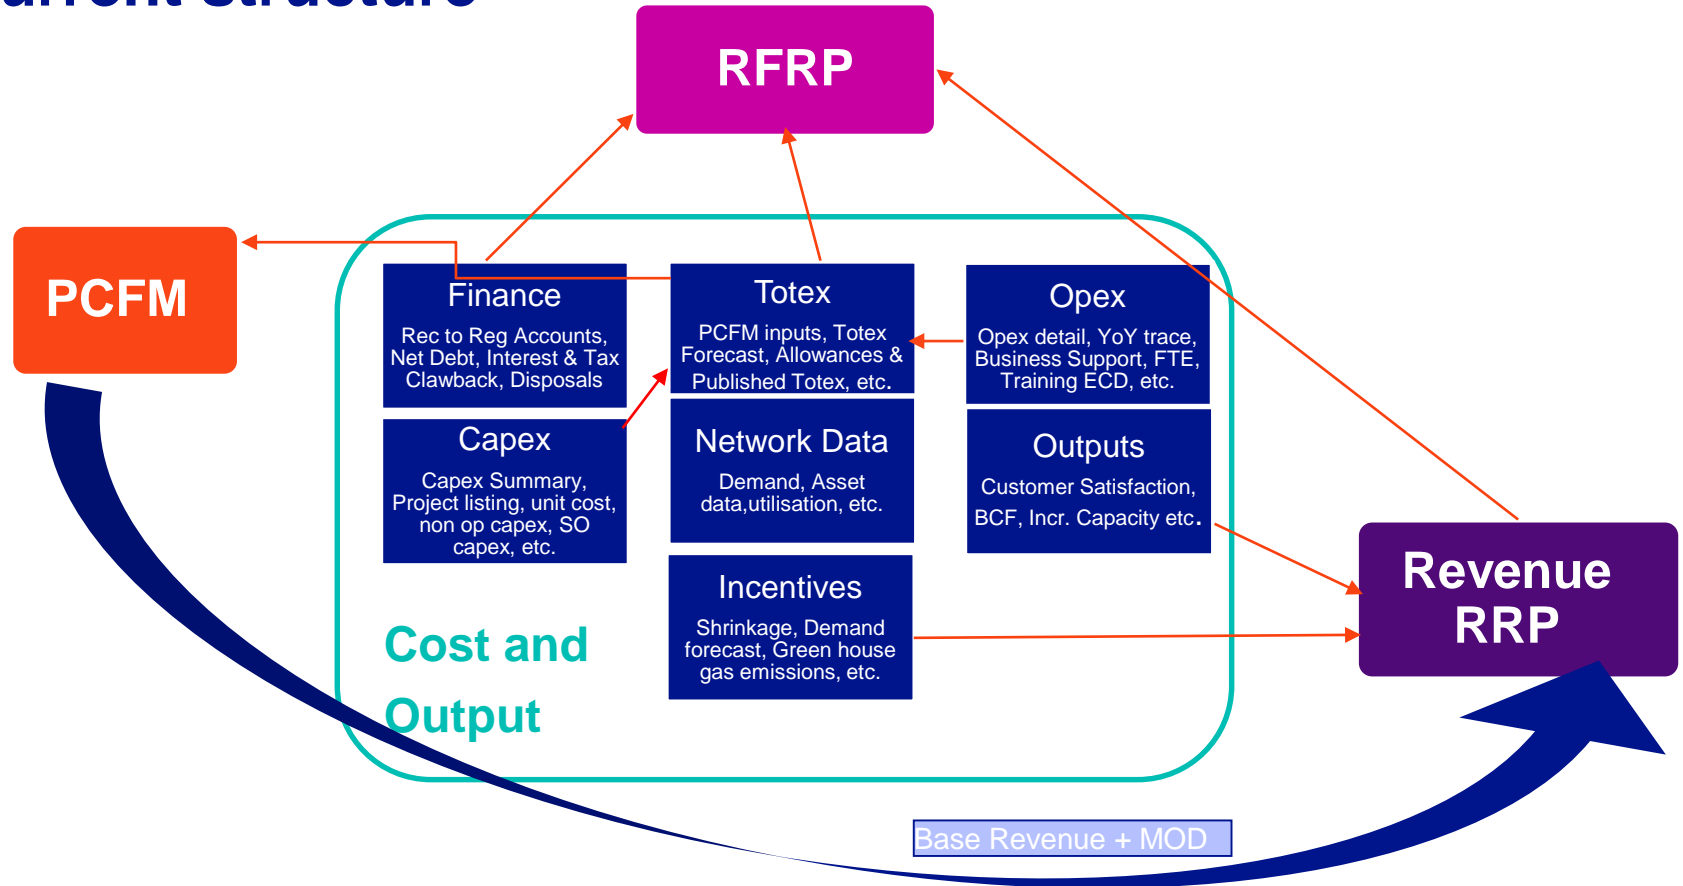 Structure
RFRP
PCFM
Finance
Rec to Reg Accounts,
Net Debt, Interest & Tax
Clawback, Disposals
Totex
PCFM inputs, Totex
Forecast, Allowances &
Published Totex, etc.
Opex
Opex detail, YoY trace,
Business Support, FTE,
Training ECD, etc.
Capex
Capex Summary,
Project listing, unit cost,
non op capex, SO
capex, etc.
Network Data
Demand, Asset
data,utilisation, etc.
Outputs
Customer Satisfaction,
BCF, Incr. Capacity etc.
Incentives
Shrinkage, Demand
forecast, Green house
gas emissions, etc.
Cost and
Output
Revenue
RRP
Base Revenue + MOD